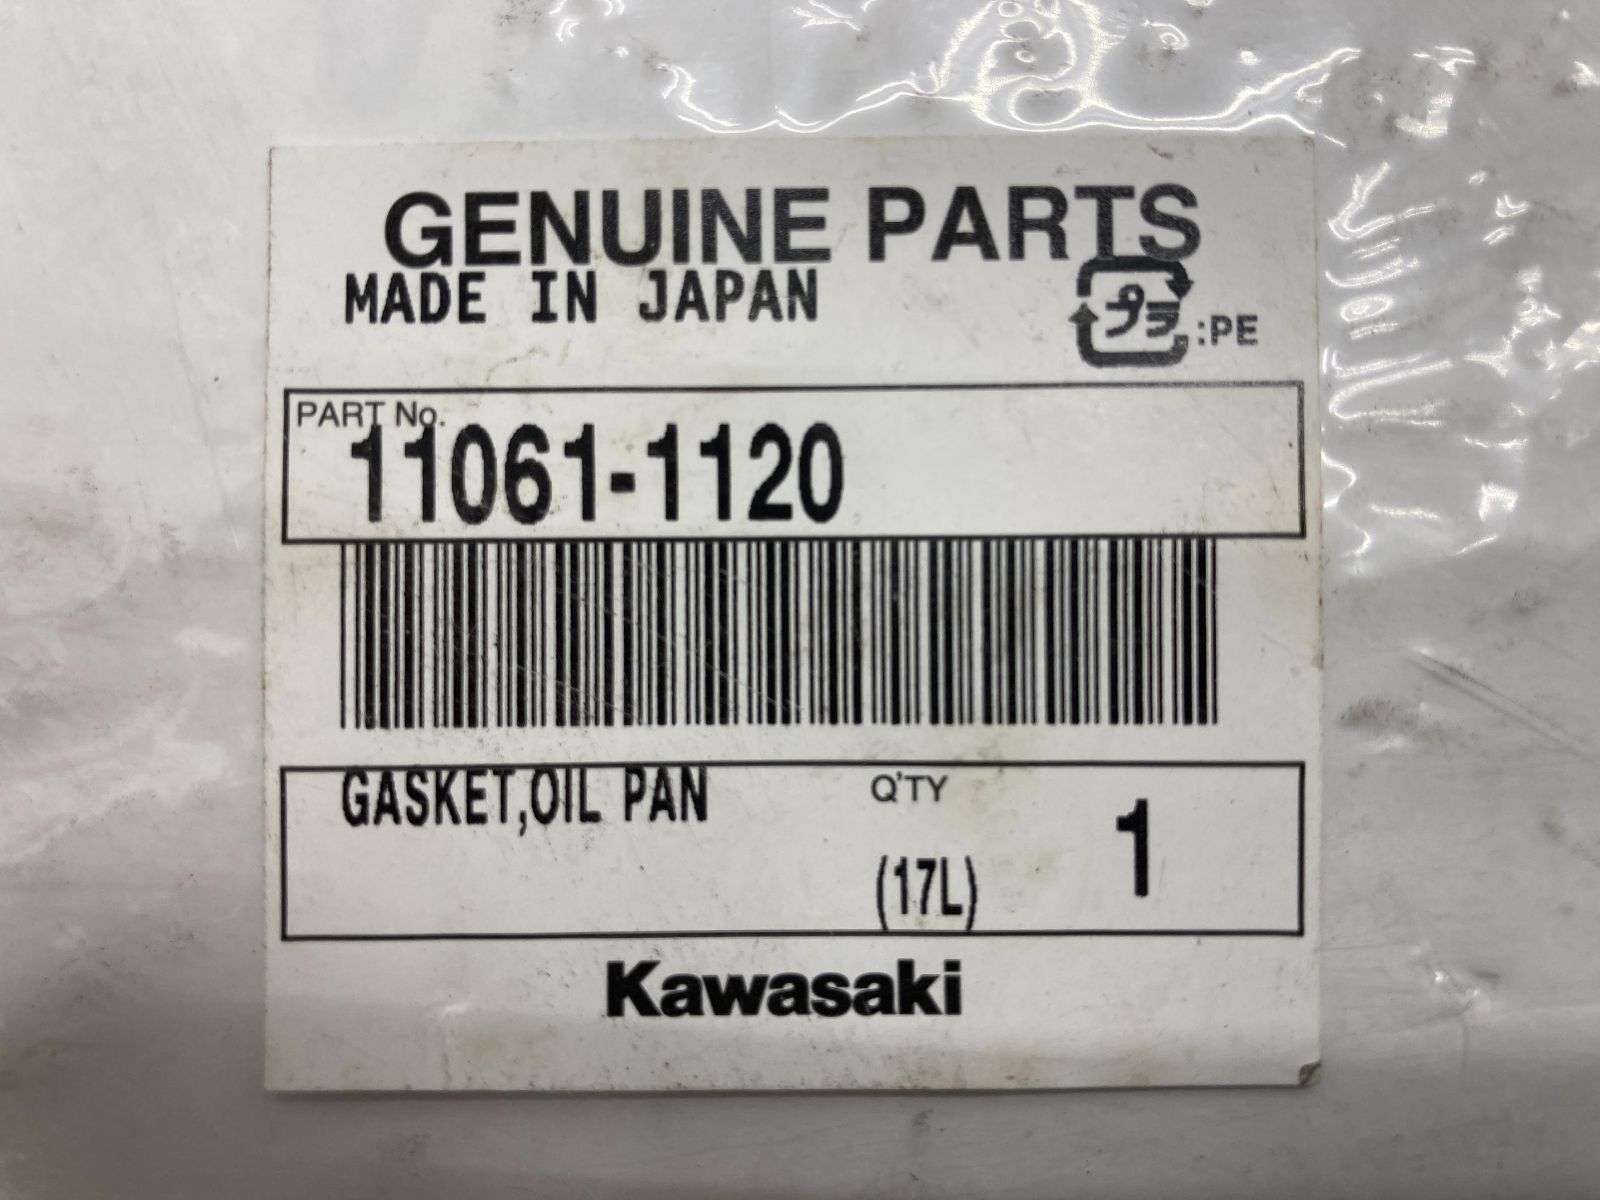 GENUINE PARTS
MADE IN JAPAN
プラ :PE
PART No.
11061-1120
GASKET,OIL PAN
Q'TY
(17L)
1
Kawasaki